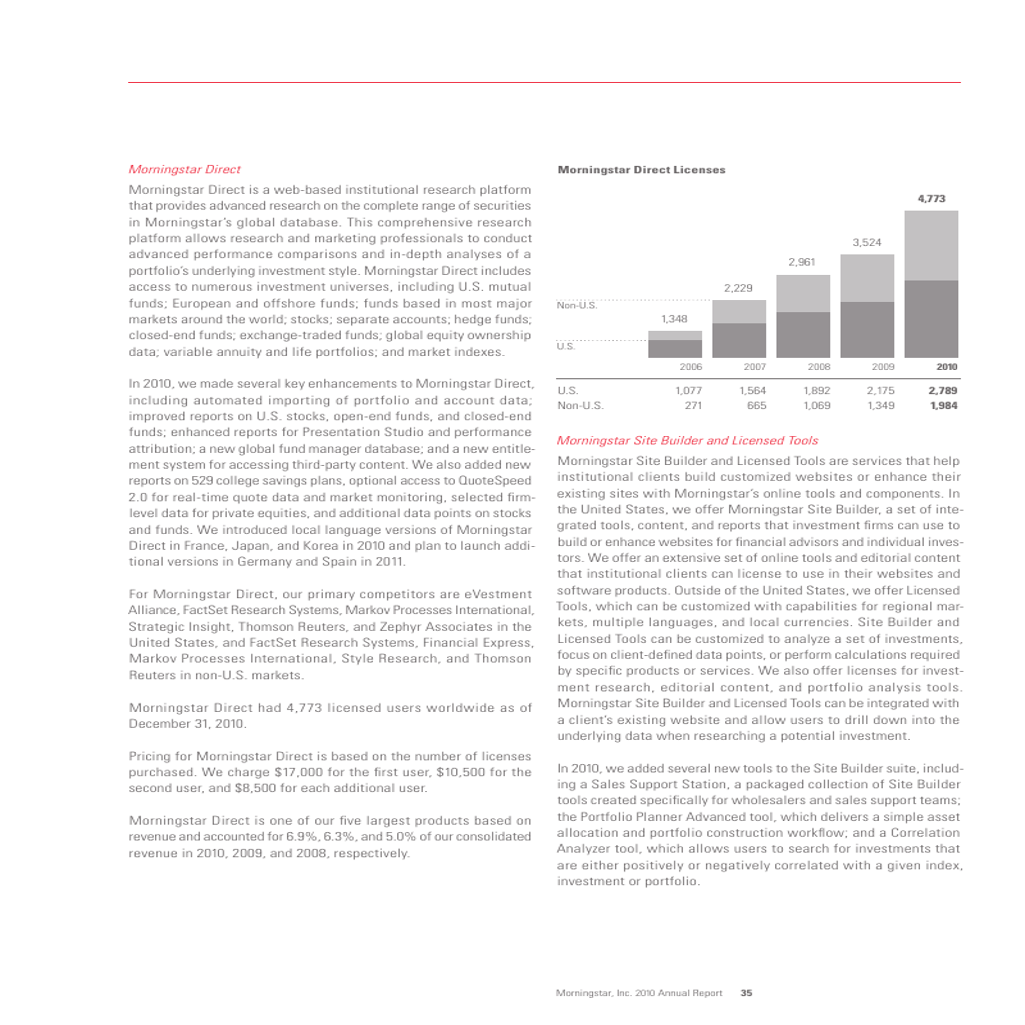 Morningstar Direct
Morningstar Direct is a web-based institutional research platform
that provides advanced research on the complete range of securities
in Morningstar’s global database. This comprehensive research
platform allows research and marketing professionals to conduct
advanced performance comparisons and in-depth analyses of a
portfolio’s underlying investment style. Morningstar Direct includes
access to numerous investment universes, including U.S. mutual
funds; European and offshore funds; funds based in most major
markets around the world; stocks; separate accounts; hedge funds;
closed-end funds; exchange-traded funds; global equity ownership
data; variable annuity and life portfolios; and market indexes.
In 2010, we made several key enhancements to Morningstar Direct,
including automated importing of portfolio and account data;
improved reports on U.S. stocks, open-end funds, and closed-end
funds; enhanced reports for Presentation Studio and performance
attribution; a new global fund manager database; and a new entitle-
ment system for accessing third-party content. We also added new
reports on 529 college savings plans, optional access to QuoteSpeed
2.0 for real-time quote data and market monitoring, selected firm-
level data for private equities, and additional data points on stocks
and funds. We introduced local language versions of Morningstar
Direct in France, Japan, and Korea in 2010 and plan to launch addi-
tional versions in Germany and Spain in 2011.
For Morningstar Direct, our primary competitors are eVestment
Alliance, FactSet Research Systems, Markov Processes International,
Strategic Insight, Thomson Reuters, and Zephyr Associates in the
United States, and FactSet Research Systems, Financial Express,
Markov Processes International, Style Research, and Thomson
Reuters in non-U.S. markets.
Morningstar Direct had 4,773 licensed users worldwide as of
December 31, 2010.
Pricing for Morningstar Direct is based on the number of licenses
purchased. We charge $17,000 for the first user, $10,500 for the
second user, and $8,500 for each additional user.
Morningstar Direct is one of our five largest products based on
revenue and accounted for 6.9%, 6.3%, and 5.0% of our consolidated
revenue in 2010, 2009, and 2008, respectively.
Morningstar Direct Licenses
4,773
3,524
2,961
2,229
Non-U.S.
1,348
U.S.
2006 2007 2008 2009 2010
U.S. 1,077 1,564 1,892 2,175 2,789
Non-U.S. 271 665 1,069 1,349 1,984
Morningstar Site Builder and Licensed Tools
Morningstar Site Builder and Licensed Tools are services that help
institutional clients build customized websites or enhance their
existing sites with Morningstar’s online tools and components. In
the United States, we offer Morningstar Site Builder, a set of inte-
grated tools, content, and reports that investment firms can use to
build or enhance websites for financial advisors and individual inves-
tors. We offer an extensive set of online tools and editorial content
that institutional clients can license to use in their websites and
software products. Outside of the United States, we offer Licensed
Tools, which can be customized with capabilities for regional mar-
kets, multiple languages, and local currencies. Site Builder and
Licensed Tools can be customized to analyze a set of investments,
focus on client-defined data points, or perform calculations required
by specific products or services. We also offer licenses for invest-
ment research, editorial content, and portfolio analysis tools.
Morningstar Site Builder and Licensed Tools can be integrated with
a client’s existing website and allow users to drill down into the
underlying data when researching a potential investment.
In 2010, we added several new tools to the Site Builder suite, includ-
ing a Sales Support Station, a packaged collection of Site Builder
tools created specifically for wholesalers and sales support teams;
the Portfolio Planner Advanced tool, which delivers a simple asset
allocation and portfolio construction workflow; and a Correlation
Analyzer tool, which allows users to search for investments that
are either positively or negatively correlated with a given index,
investment or portfolio.
Morningstar, Inc. 2010 Annual Report 35